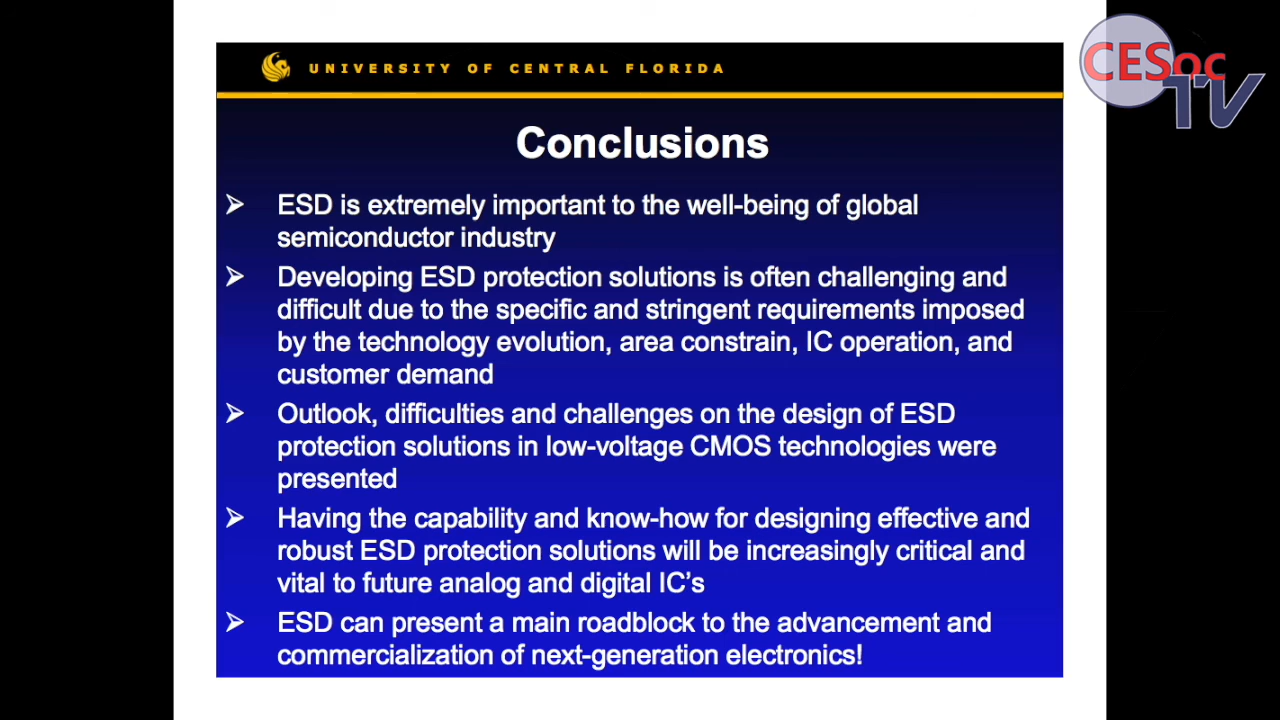 CESoc
TV
UNIVERSITY OF CENTRAL FLORIDA
Conclusions
ESD is extremely important to the well-being of global
semiconductor industry
Developing ESD protection solutions is often challenging and
difficult due to the specific and stringent requirements imposed
by the technology evolution, area constrain, IC operation, and
customer demand
Outlook, difficulties and challenges on the design of ESD
protection solutions in low-voltage CMOS technologies were
presented
Having the capability and know-how for designing effective and
robust ESD protection solutions will be increasingly critical and
vital to future analog and digital IC’s
ESD can present a main roadblock to the advancement and
commercialization of next-generation electronics!